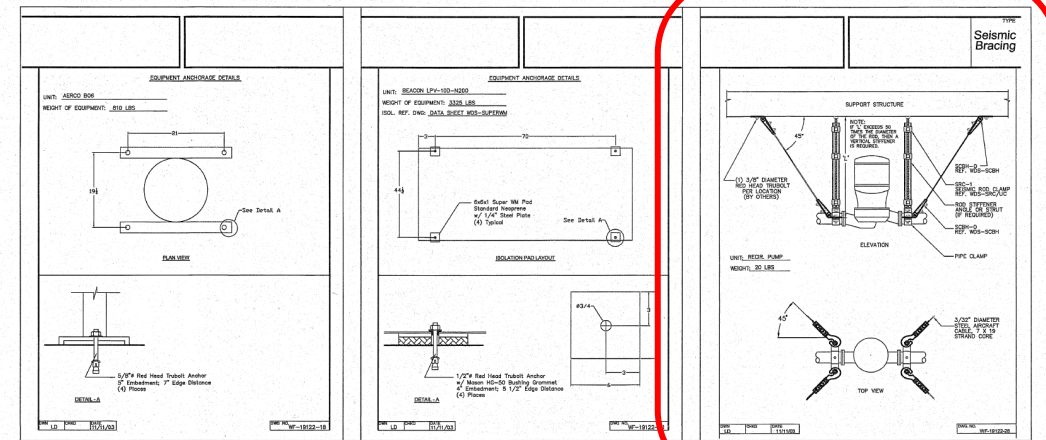 EQUIPMENT ANCHORAGE DETAILS
UNIT: AERCO B06
WEIGHT OF EQUIPMENT: 610 LBS
21
19½
See Detail A
PLAN VIEW
5/8"ø Red Head Trubolt Anchor
5" Embedment; 7" Edge Distance
(4) Places
DETAIL-A
DWN
LD
CHKD
DATE
11/11/03
DWG NO.
WF-19122-18
EQUIPMENT ANCHORAGE DETAILS
UNIT: BEACON LPV-100-N200
WEIGHT OF EQUIPMENT: 3325 LBS
ISOL. REF. DWG: DATA SHEET WDS-SUPERWM
3
70
6x6x1 Super WM Pad
Standard Neoprene
w/ 1/4" Steel Plate
(4) Typical
See Detail A
ISOLATION PAD LAYOUT
ø3/4
3
3
6
1/2"ø Red Head Trubolt Anchor
w/ Mason HG-50 Bushing Grommet
4" Embedment; 5 1/2" Edge Distance
(4) Places
DETAIL-A
DWN
LD
CHKD
DATE
11/11/03
DWG NO.
TYPE
Seismic
Bracing
SUPPORT STRUCTURE
45°
NOTE:
IF 'L' EXCEEDS 50
TIMES THE DIAMETER
OF THE ROD, THEN A
VERTICAL STIFFENER
IS REQUIRED.
'L'
(1) 3/8" DIAMETER
RED HEAD TRUBOLT
PER LOCATION
(BY OTHERS)
SCBH-0
REF. WDS-SCBH
SRC-1
SEISMIC ROD CLAMP
REF. WDS-SRC/UC
ROD STIFFENER
ANGLE OR STRUT
(IF REQUIRED)
SCBH-0
REF. WDS-SCBH
PIPE CLAMP
ELEVATION
UNIT: RECIR. PUMP
WEIGHT: 20 LBS
45°
3/32" DIAMETER
STEEL AIRCRAFT
CABLE, 7 X 19
STRAND CORE
TOP VIEW
DWN
LD
CHKD
DATE
11/11/03
DWG NO.
WF-19122-28